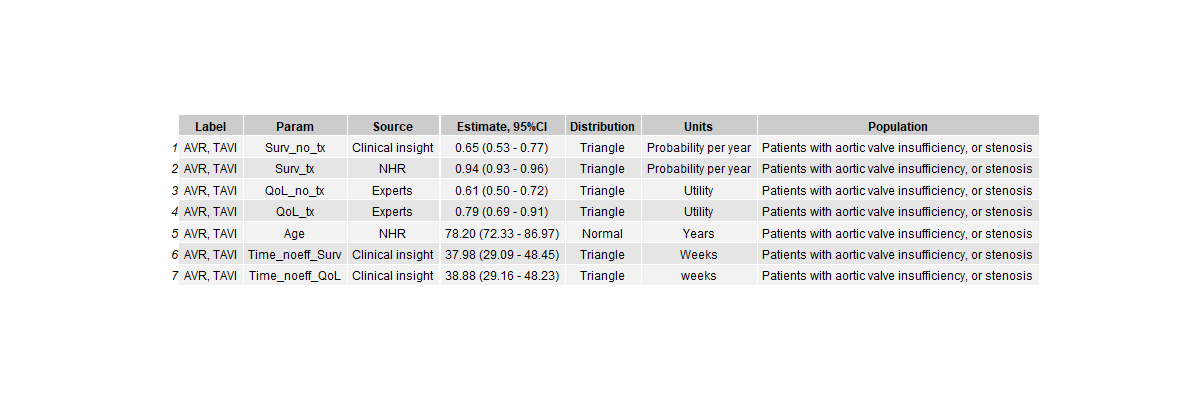 Label Param Source Estimate, 95%CI Distribution Units Population
1 AVR, TAVI Surv_no_tx Clinical insight 0.65 (0.53 - 0.77) Triangle Probability per year Patients with aortic valve insufficiency, or stenosis
2 AVR, TAVI Surv_tx NHR 0.94 (0.93 - 0.96) Triangle Probability per year Patients with aortic valve insufficiency, or stenosis
3 AVR, TAVI QoL_no_tx Experts 0.61 (0.50 - 0.72) Triangle Utility Patients with aortic valve insufficiency, or stenosis
4 AVR, TAVI QoL_tx Experts 0.79 (0.69 - 0.91) Triangle Utility Patients with aortic valve insufficiency, or stenosis
5 AVR, TAVI Age NHR 78.20 (72.33 - 86.97) Normal Years Patients with aortic valve insufficiency, or stenosis
6 AVR, TAVI Time_noeff_Surv Clinical insight 37.98 (29.09 - 48.45) Triangle Weeks Patients with aortic valve insufficiency, or stenosis
7 AVR, TAVI Time_noeff_QoL Clinical insight 38.88 (29.16 - 48.23) Triangle weeks Patients with aortic valve insufficiency, or stenosis